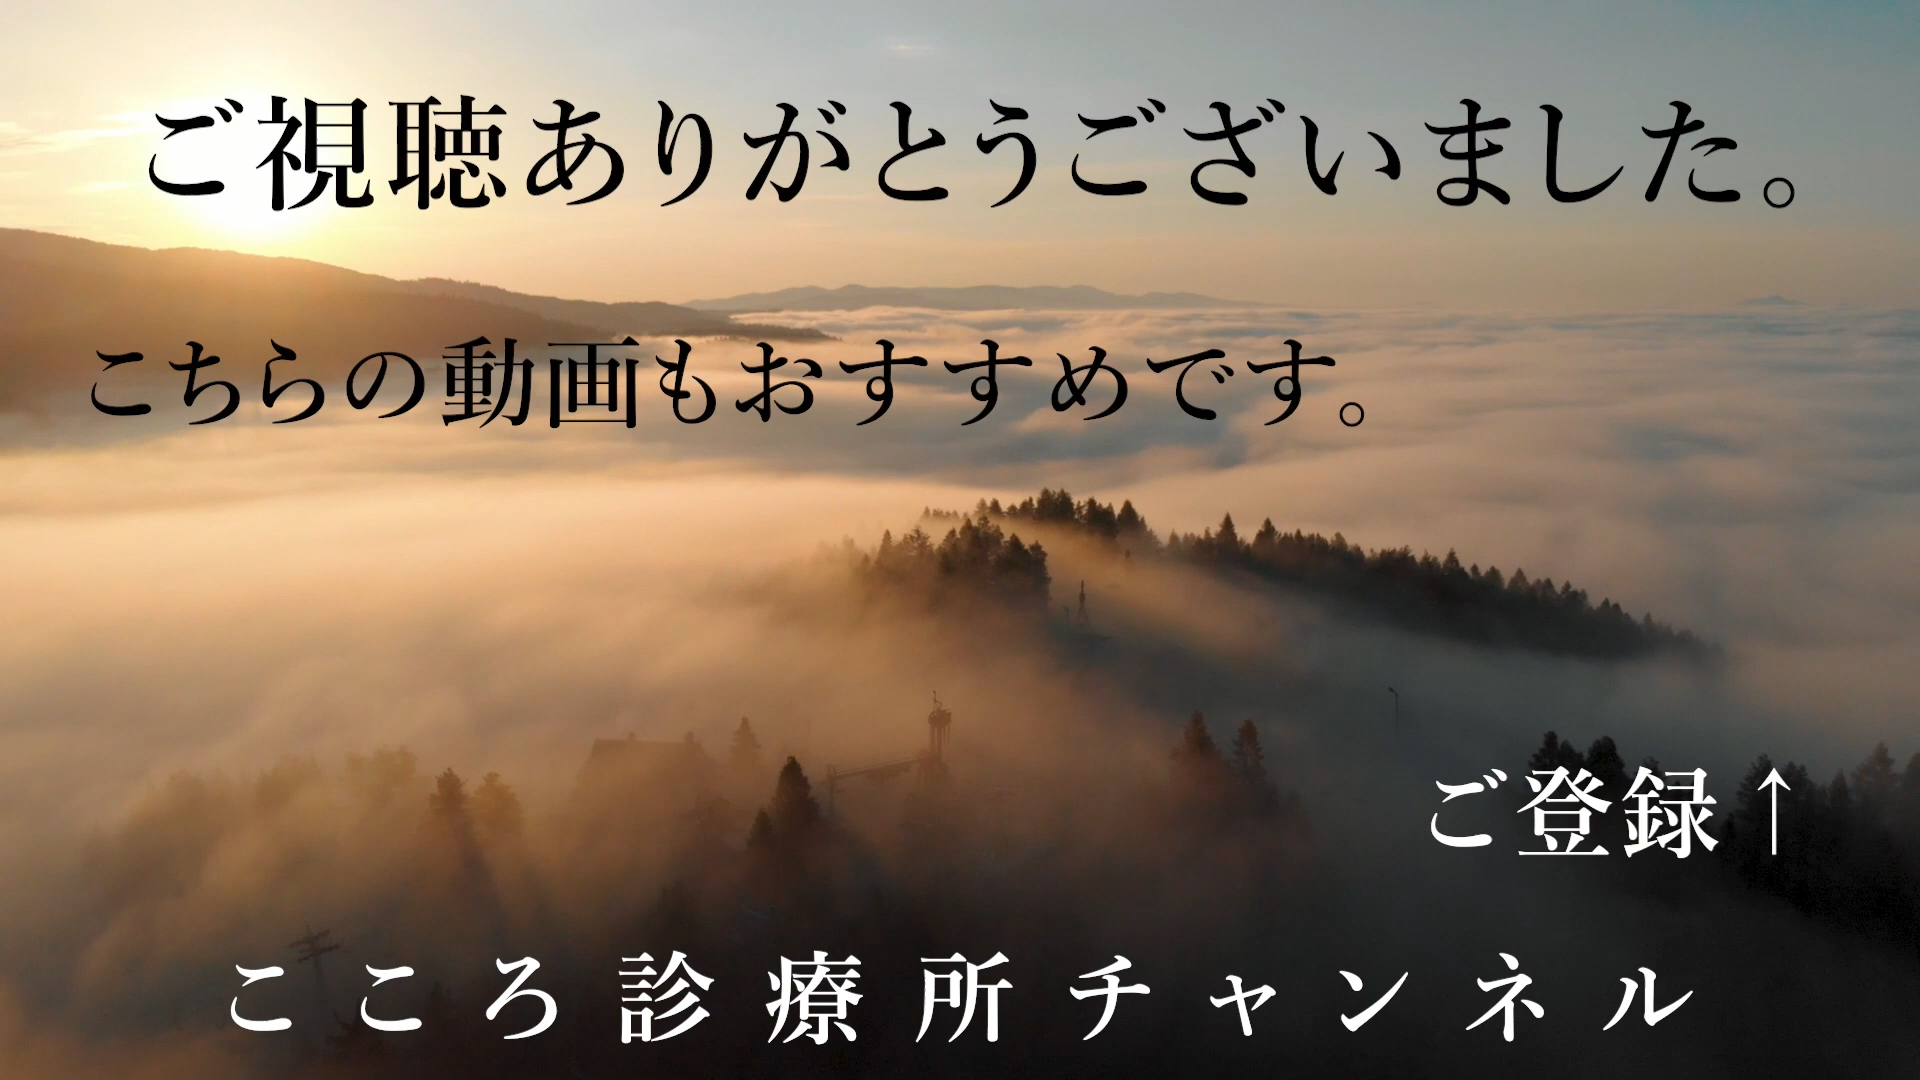 ご視聴ありがとうございました。
こちらの動画もおすすめです。
ご登録↑
こころ診療所チャンネル